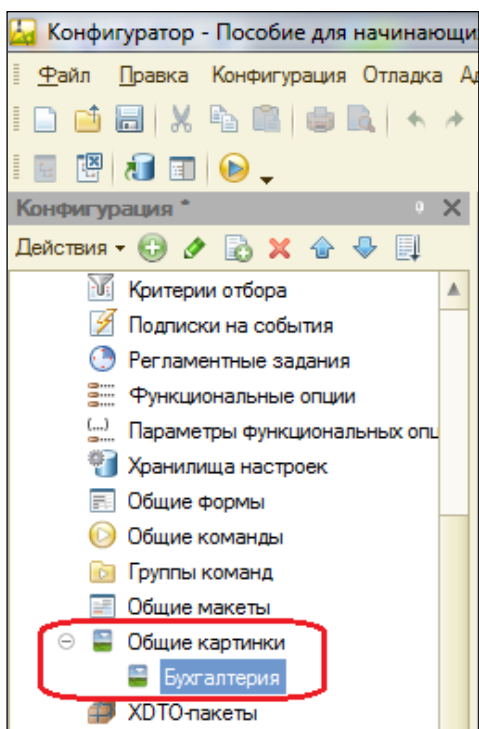 Конфигуратор - Пособие для начинающи
Файл Правка Конфигурация Отладка
Конфигурация *
Действия
Критерии отбора
Подписки на события
Регламентные задания
Функциональные опции
Параметры функциональных опц
Хранилища настроек
Общие формы
Общие команды
Группы команд
Общие макеты
Общие картинки
Бухгалтерия
XDTO-пакеты